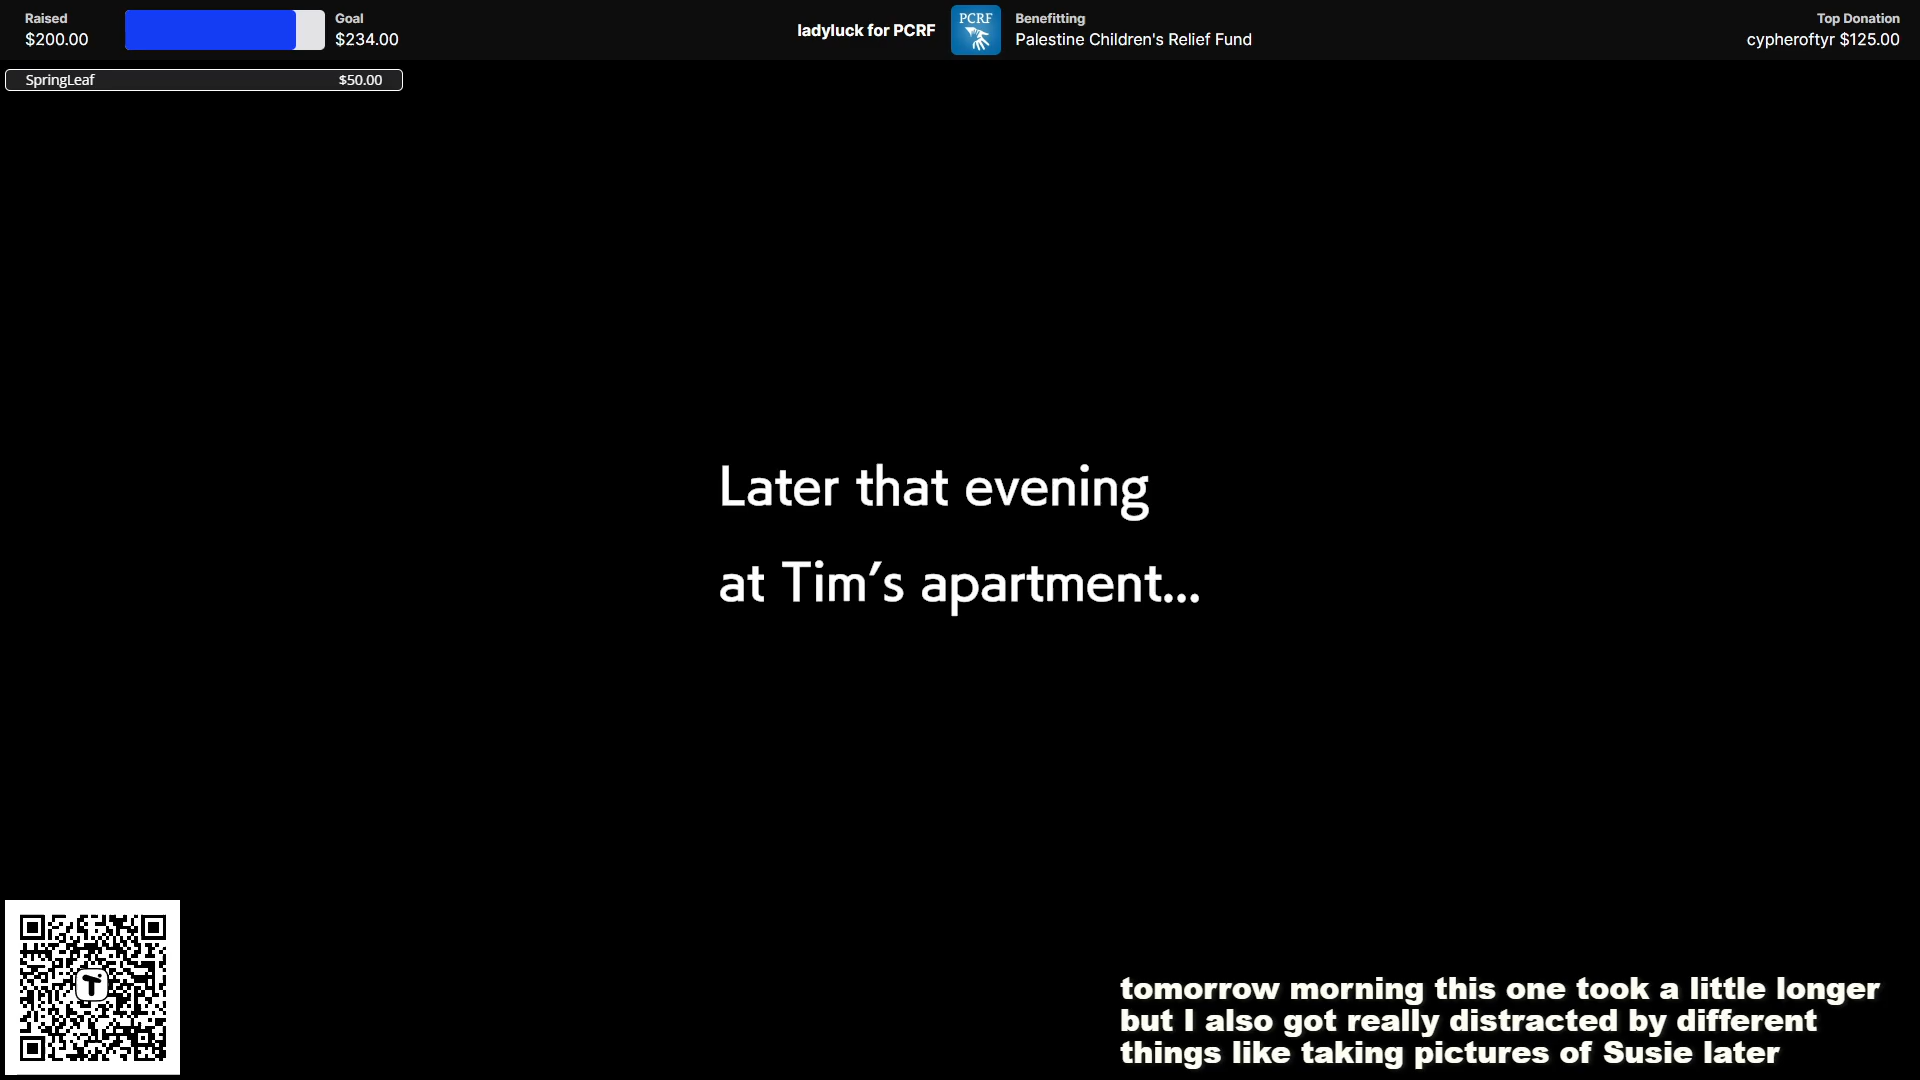 Raised
$200.00
Goal
$234.00
ladyluck for PCRF
PCRF
Benefitting
Palestine Children's Relief Fund
Top Donation
cypheroftyr $125.00
SpringLeaf $50.00
Later that evening
at Tim's apartment...
T
tomorrow morning this one took a little longer
but I also got really distracted by different
things like taking pictures of Susie later